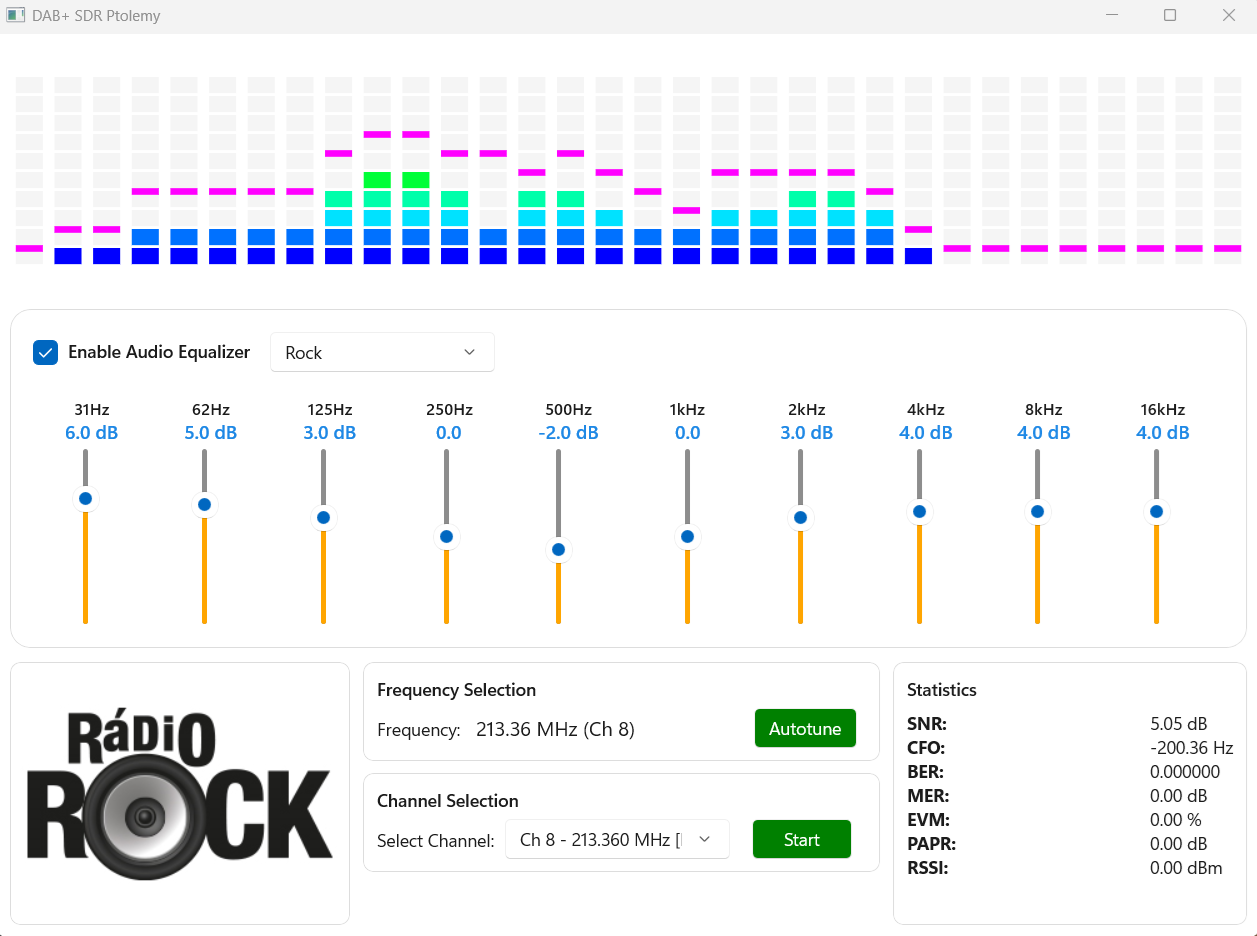 DAB+ SDR Ptolemy
Enable Audio Equalizer Rock
31Hz 62Hz 125Hz 250Hz 500Hz 1kHz 2kHz 4kHz 8kHz 16kHz
6.0 dB 5.0 dB 3.0 dB 0.0 -2.0 dB 0.0 3.0 dB 4.0 dB 4.0 dB 4.0 dB
RáDiO
ROCK
Frequency Selection
Frequency: 213.36 MHz (Ch 8) Autotune
Channel Selection
Select Channel: Ch 8 - 213.360 MHz [ Start
Statistics
SNR: 5.05 dB
CFO: -200.36 Hz
BER: 0.000000
MER: 0.00 dB
EVM: 0.00 %
PAPR: 0.00 dB
RSSI: 0.00 dBm